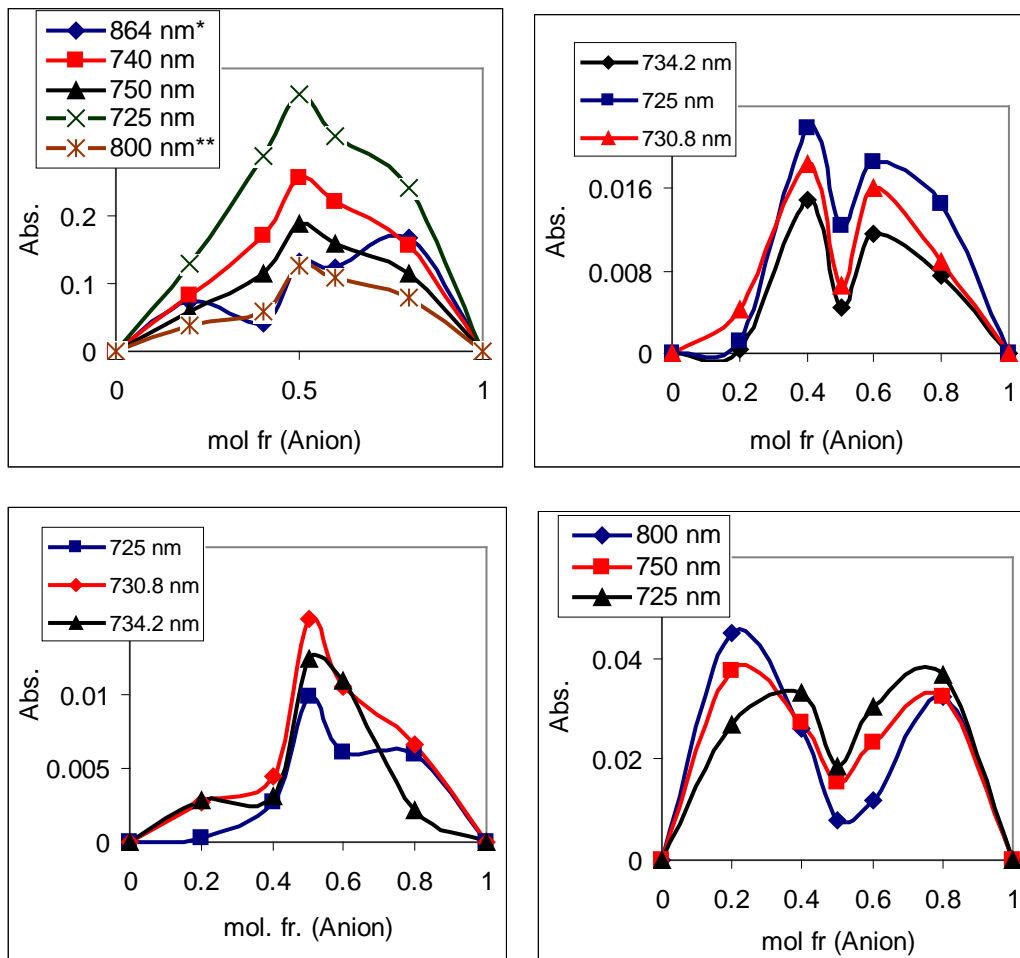 864 nm*
740 nm
750 nm
725 nm
800 nm**
Abs.
0.2
0.1
0
0 0.5 1
mol fr (Anion)
734.2 nm
725 nm
730.8 nm
Abs.
0.016
0.008
0
0 0.2 0.4 0.6 0.8 1
mol fr (Anion)
725 nm
730.8 nm
734.2 nm
Abs.
0.01
0.005
0
0 0.2 0.4 0.6 0.8 1
mol. fr. (Anion)
800 nm
750 nm
725 nm
Abs.
0.04
0.02
0
0 0.2 0.4 0.6 0.8 1
mol fr (Anion)